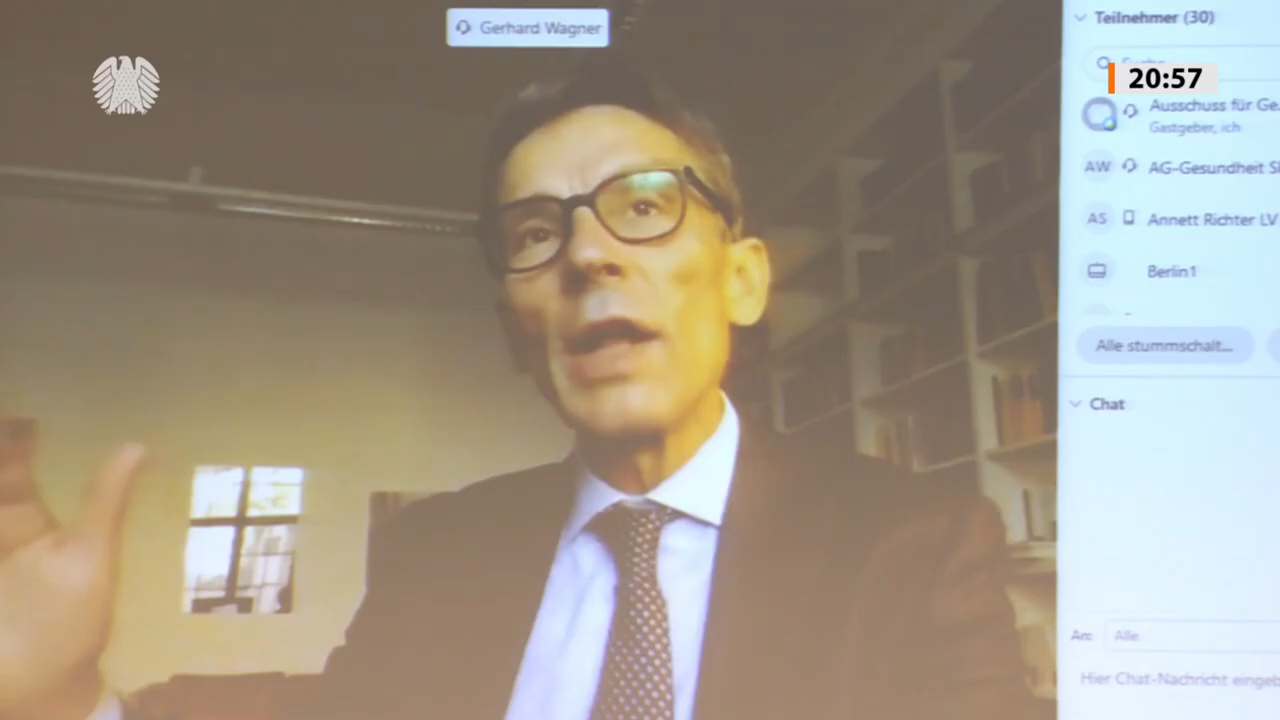 Gerhard Wagner
Teilnehmer (30)
20:57
Ausschuss für Ge...
Gastgeber, ich
AW
AG-Gesundheit
AS
Annett Richter LV
Berlin1
Alle stummschalt...
Chat
An:
Alle
Hier Chat-Nachricht eingeb